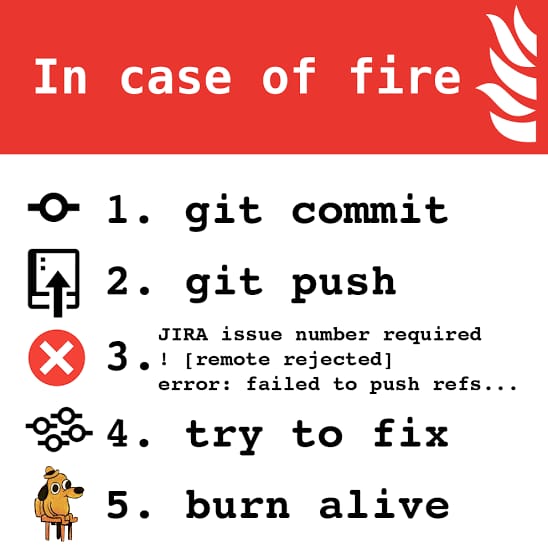 In case of fire
1. git commit
2. git push
3. JIRA issue number required
! [remote rejected]
error: failed to push refs...
4. try to fix
5. burn alive